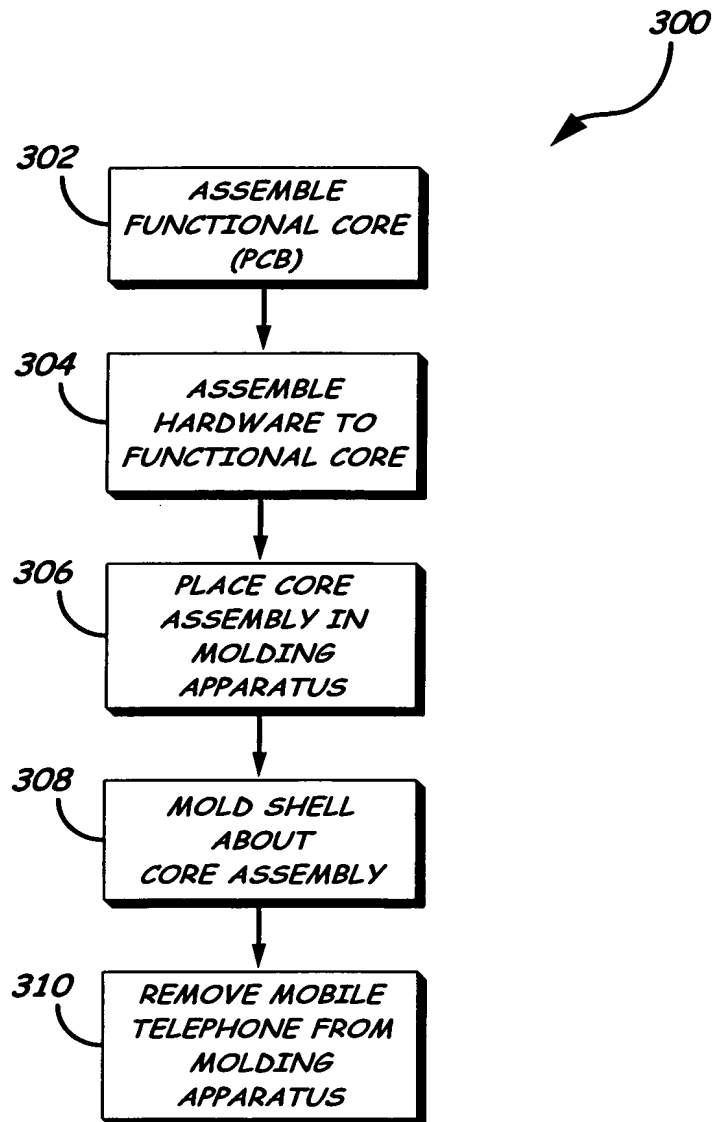 300
302
ASSEMBLE
FUNCTIONAL CORE
(PCB)
304
ASSEMBLE
HARDWARE TO
FUNCTIONAL CORE
306
PLACE CORE
ASSEMBLY IN
MOLDING
APPARATUS
308
MOLD SHELL
ABOUT
CORE ASSEMBLY
310
REMOVE MOBILE
TELEPHONE FROM
MOLDING
APPARATUS